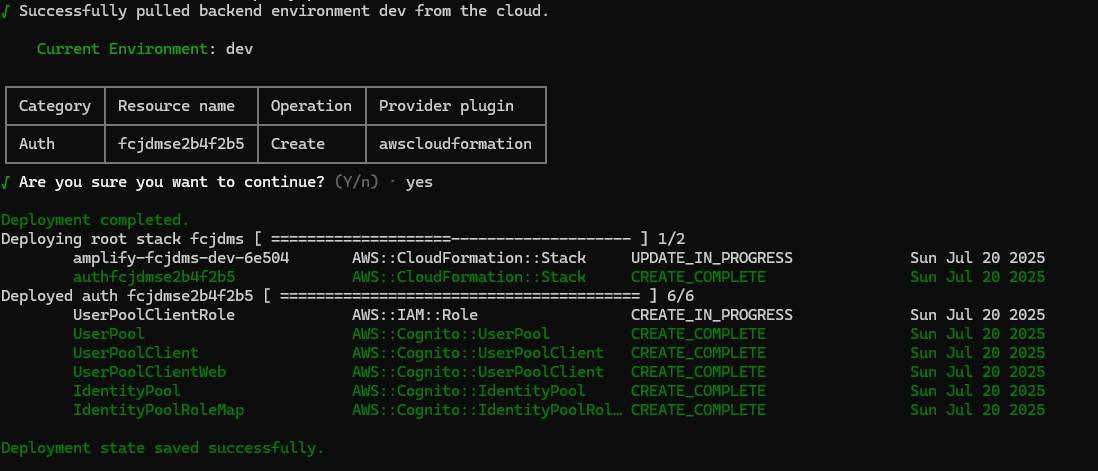 √ Successfully pulled backend environment dev from the cloud.
Current Environment: dev
Category Resource name Operation Provider plugin
Auth fcjdmse2b4f2b5 Create awscloudformation
√ Are you sure you want to continue? (Y/n) · yes
Deployment completed.
Deploying root stack fcjdms [ ====================-------------------- ] 1/2
amplify-fcjdms-dev-6e504 AWS::CloudFormation::Stack UPDATE_IN_PROGRESS Sun Jul 20 2025
authfcjdmse2b4f2b5 AWS::CloudFormation::Stack CREATE_COMPLETE Sun Jul 20 2025
Deployed auth fcjdmse2b4f2b5 [ ======================================== ] 6/6
UserPoolClientRole AWS::IAM::Role CREATE_IN_PROGRESS Sun Jul 20 2025
UserPool AWS::Cognito::UserPool CREATE_COMPLETE Sun Jul 20 2025
UserPoolClient AWS::Cognito::UserPoolClient CREATE_COMPLETE Sun Jul 20 2025
UserPoolClientWeb AWS::Cognito::UserPoolClient CREATE_COMPLETE Sun Jul 20 2025
IdentityPool AWS::Cognito::IdentityPool CREATE_COMPLETE Sun Jul 20 2025
IdentityPoolRoleMap AWS::Cognito::IdentityPoolRol… CREATE_COMPLETE Sun Jul 20 2025
Deployment state saved successfully.